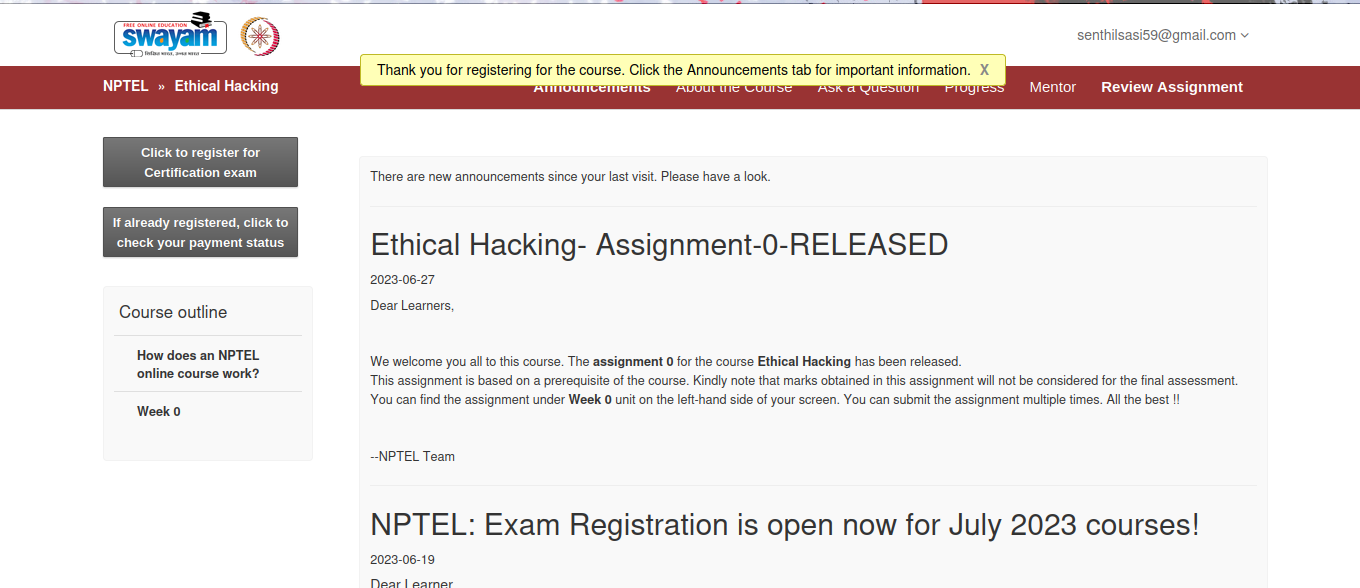 FREE ONLINE EDUCATION
swayam
senthilsasi59@gmail.com
Thank you for registering for the course. Click the Announcements tab for important information. X
NPTEL » Ethical Hacking
Announcements About the Course Ask a Question Progress Mentor Review Assignment
Click to register for
Certification exam
If already registered, click to
check your payment status
Course outline
How does an NPTEL
online course work?
Week 0
There are new announcements since your last visit. Please have a look.
Ethical Hacking- Assignment-0-RELEASED
2023-06-27
Dear Learners,
We welcome you all to this course. The assignment 0 for the course Ethical Hacking has been released.
This assignment is based on a prerequisite of the course. Kindly note that marks obtained in this assignment will not be considered for the final assessment.
You can find the assignment under Week 0 unit on the left-hand side of your screen. You can submit the assignment multiple times. All the best !!
--NPTEL Team
NPTEL: Exam Registration is open now for July 2023 courses!
2023-06-19
Dear Learner